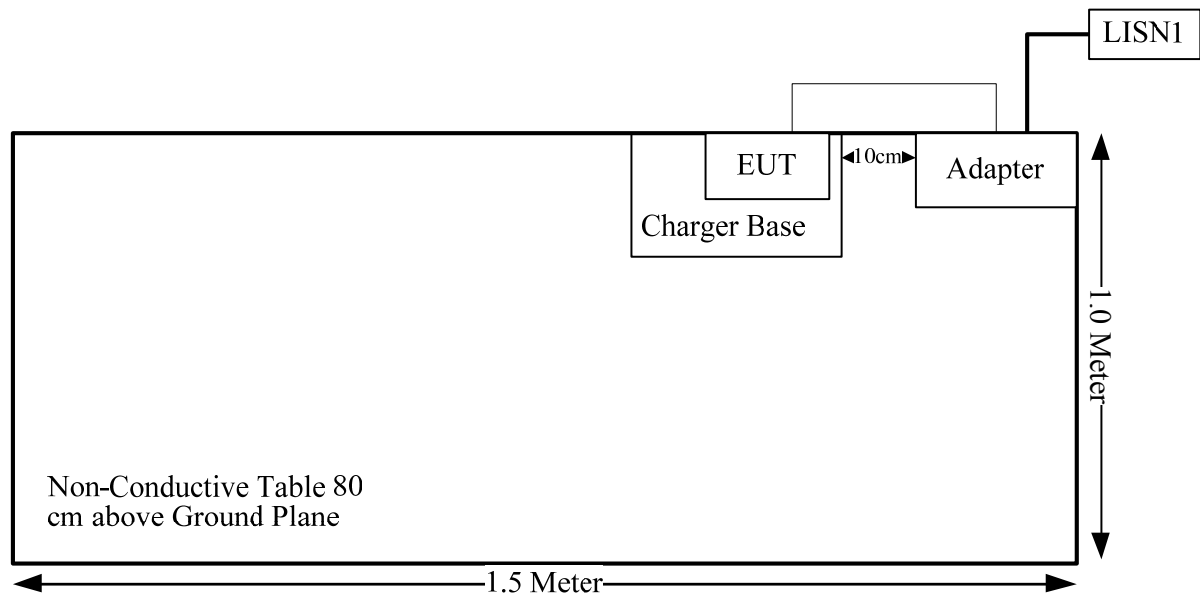 LISN1
EUT
10cm
Adapter
Charger Base
1.0 Meter
Non-Conductive Table 80
cm above Ground Plane
1.5 Meter